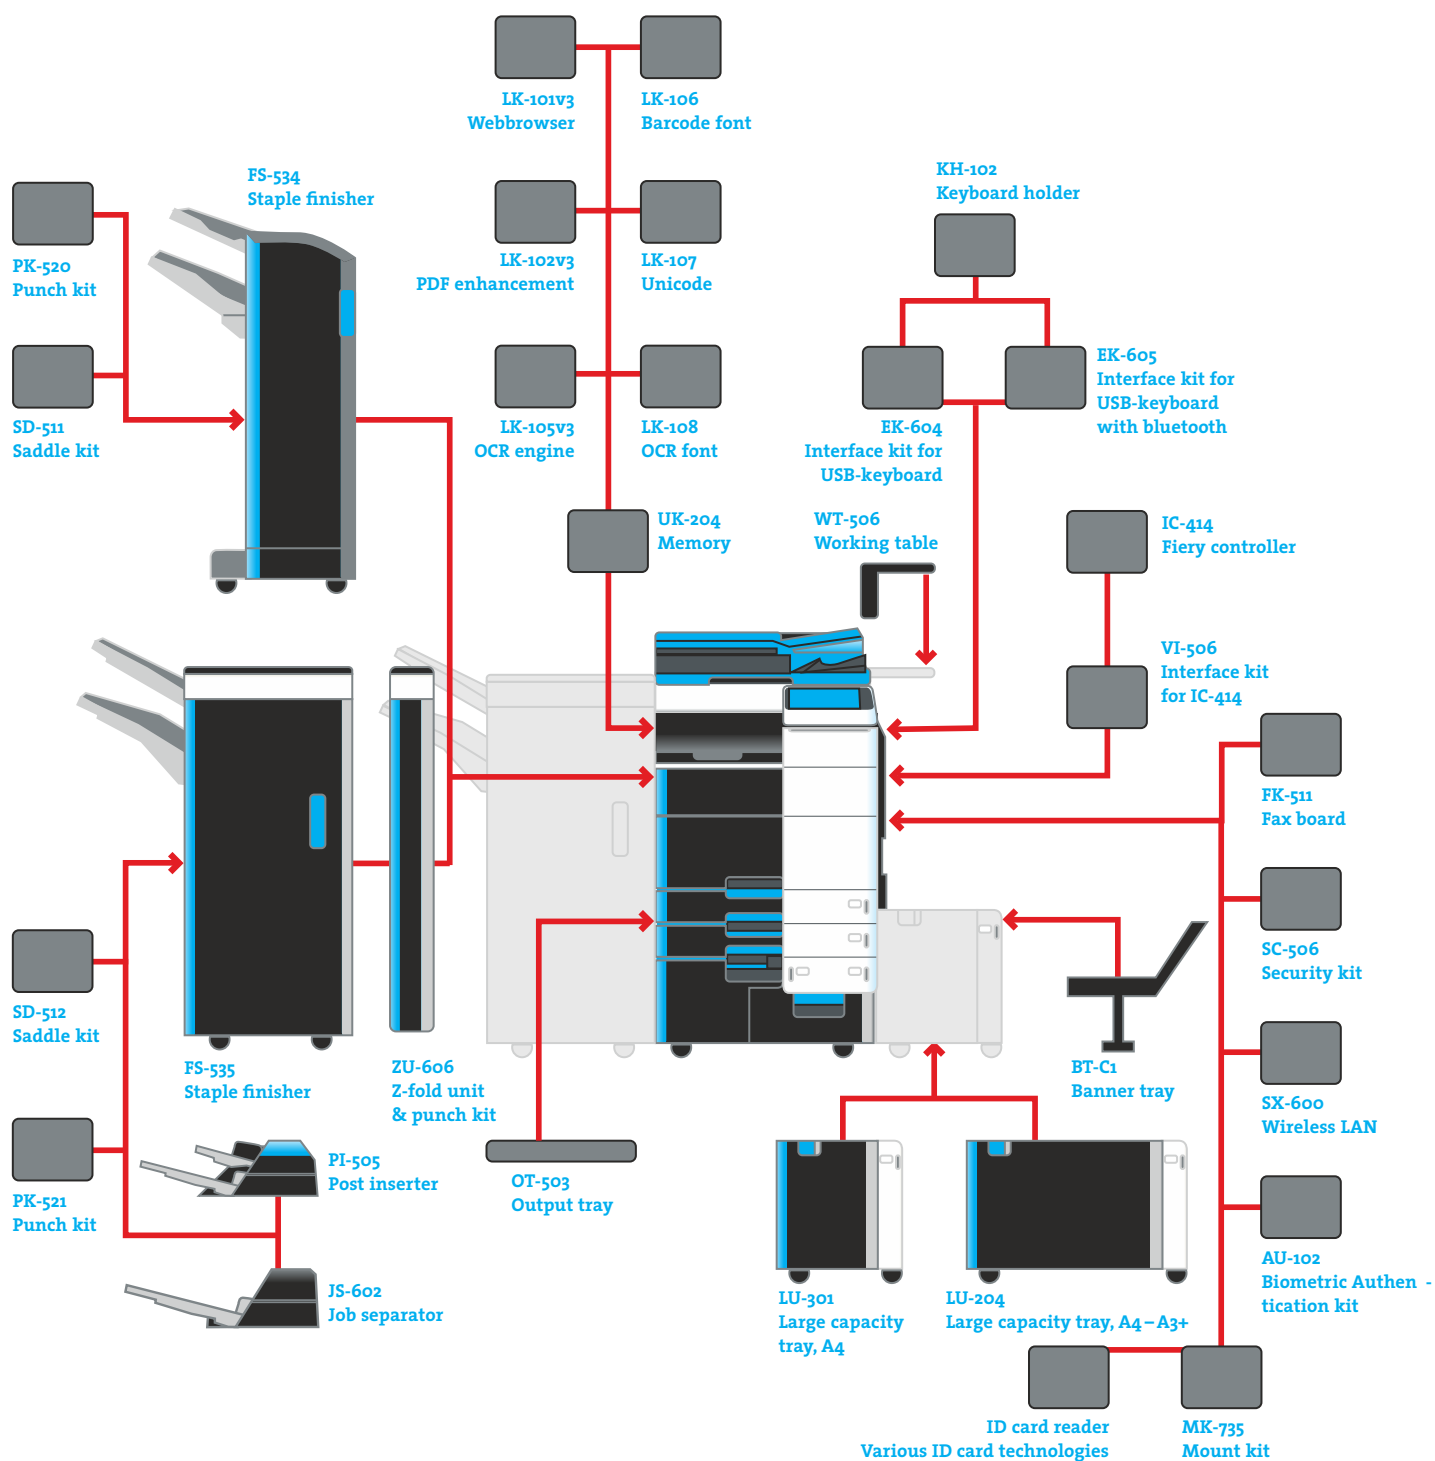 LK-101v3
Webbrowser
LK-106
Barcode font
FS-534
Staple finisher
KH-102
Keyboard holder
PK-520
Punch kit
LK-102v3
PDF enhancement
LK-107
Unicode
EK-605
Interface kit for
USB-keyboard
with bluetooth
SD-511
Saddle kit
LK-105v3
OCR engine
LK-108
OCR font
EK-604
Interface kit for
USB-keyboard
UK-204
Memory
WT-506
Working table
IC-414
Fiery controller
VI-506
Interface kit
for IC-414
FK-511
Fax board
SC-506
Security kit
SD-512
Saddle kit
FS-535
Staple finisher
ZU-606
Z-fold unit
& punch kit
BT-C1
Banner tray
SX-600
Wireless LAN
PI-505
Post inserter
OT-503
Output tray
PK-521
Punch kit
JS-602
Job separator
LU-301
Large capacity
tray, A4
LU-204
Large capacity tray, A4–A3+
AU-102
Biometric Authen -
tication kit
ID card reader
Various ID card technologies
MK-735
Mount kit